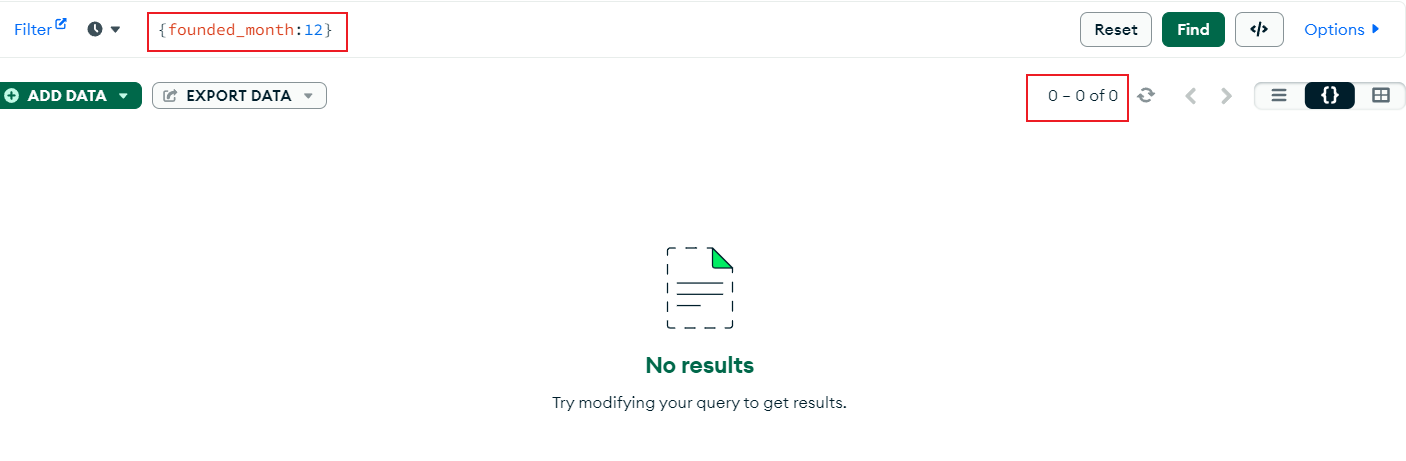 Filter {founded_month:12} Reset Find </> Options
ADD DATA EXPORT DATA 0 – 0 of 0 {}
No results
Try modifying your query to get results.